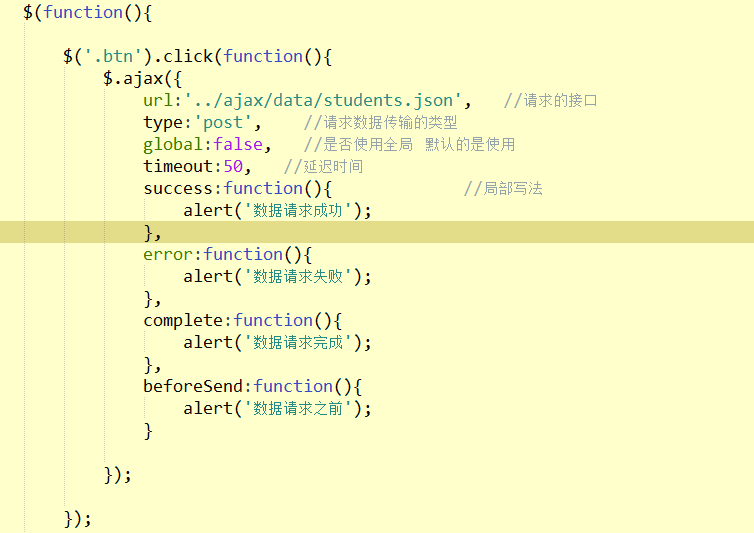 $(function(){
$('.btn').click(function(){
$.ajax({
url:'../ajax/data/students.json', //请求的接口
type:'post', //请求数据传输的类型
global:false, //是否使用全局 默认的是使用
timeout:50, //延迟时间
success:function(){ //局部写法
alert('数据请求成功');
},
error:function(){
alert('数据请求失败');
},
complete:function(){
alert('数据请求完成');
},
beforeSend:function(){
alert('数据请求之前');
}
});
});